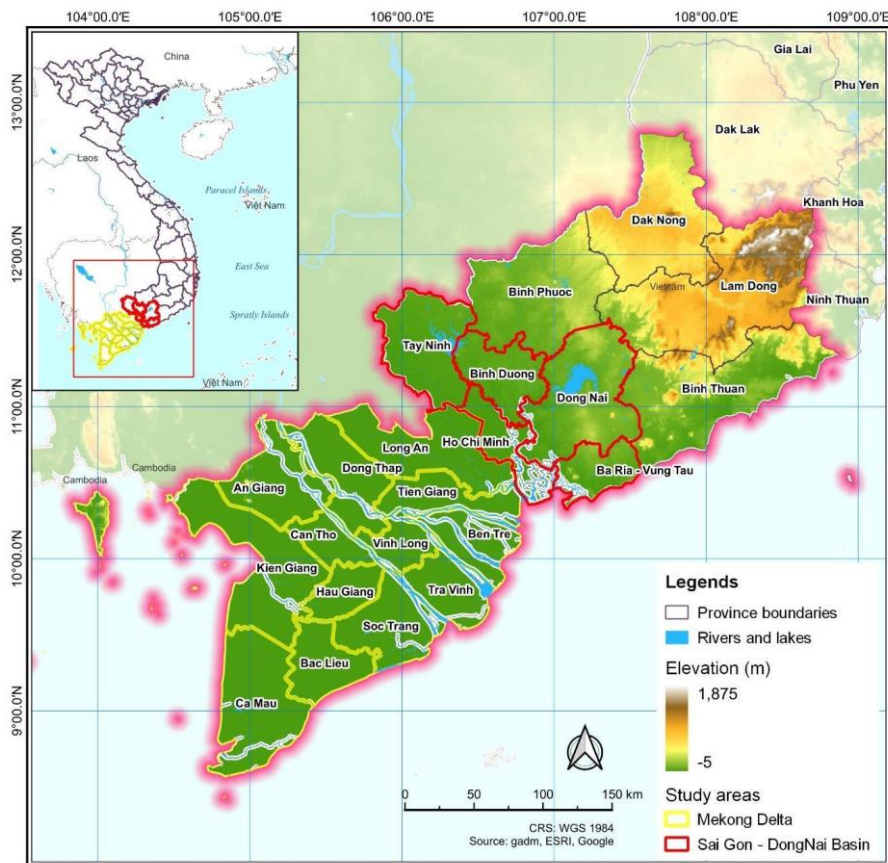 104°00.0'E 105°00.0'E 106°00.0'E 107°00.0'E 108°00.0'E 109°00.0'E
13°00.0'N
12°00.0'N
11°00.0'N
10°00.0'N
9°00.0'N
China
Laos
Paracel Islands
Việt Nam
East Sea
Spratly Islands
Việt Nam
Gia Lai
Phu Yen
Dak Lak
Khanh Hoa
Dak Nong
Vietnam
Lam Dong
Ninh Thuan
Binh Phuoc
Tay Ninh
Binh Duong
Dong Nai
Binh Thuan
Ho Chi Minh
Ba Ria - Vung Tau
Long An
Dong Thap
Tien Giang
An Giang
Cambodia
Cambodia
Can Tho
Vinh Long
Ben Tre
Kien Giang
Hau Giang
Tra Vinh
Soc Trang
Bac Lieu
Ca Mau
0 50 100 150 km
CRS: WGS 1984
Source: gadm, ESRI, Google
Legends
Province boundaries
Rivers and lakes
Elevation (m)
1,875
-5
Study areas
Mekong Delta
Sai Gon - DongNai Basin